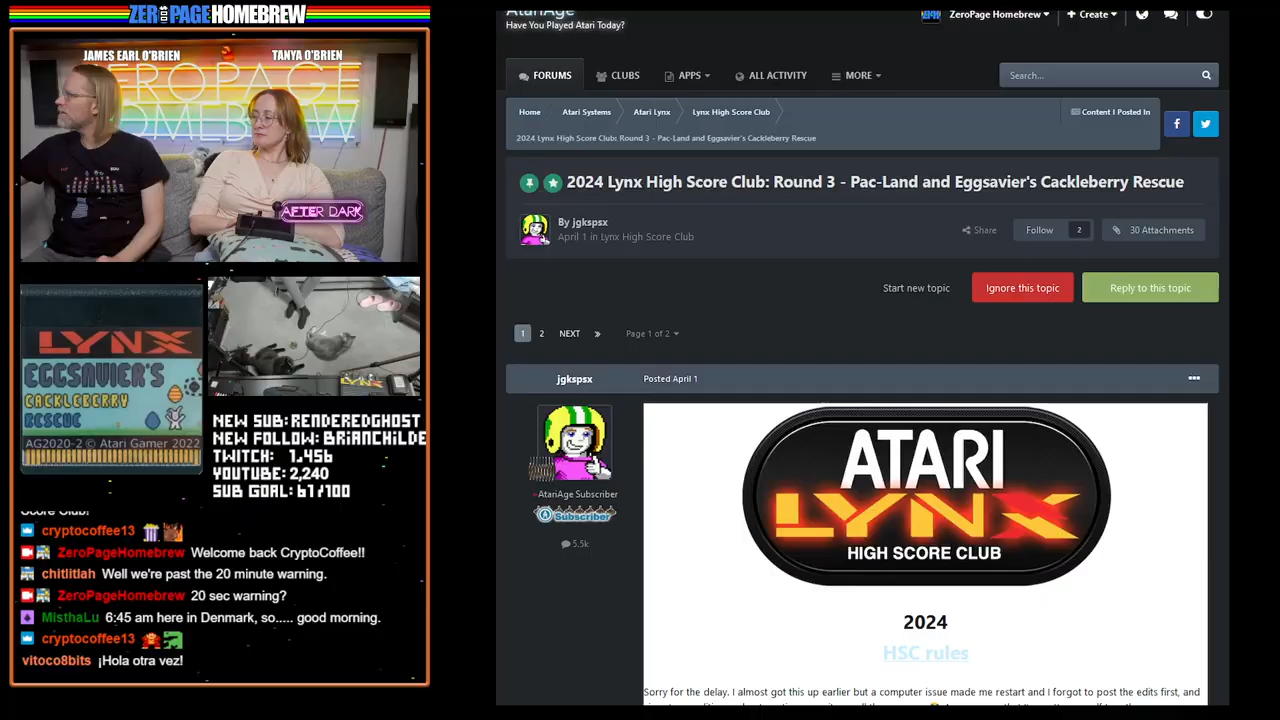 ZEROPAGE HOMEBREW
JAMES EARL O'BRIEN
TANYA O'BRIEN
AFTER DARK
LYNX
EGGSAVIER'S
CACKLEBERRY
RESCUE
AG2020-2 © Atari Gamer 2022
NEW SUB: RENDEREDGHOST
NEW FOLLOW: BRIANCHILDE
TWITCH: 1,456
YOUTUBE: 2,240
SUB GOAL: 67/100
Score Club!
cryptocoffee13
ZeroPageHomebrew Welcome back CryptoCoffee!!
chitlitlah Well we're past the 20 minute warning.
ZeroPageHomebrew 20 sec warning?
MisthaLu 6:45 am here in Denmark, so..... good morning.
cryptocoffee13
vitoco8bits ¡Hola otra vez!
AtariAge
Have You Played Atari Today?
ZeroPage Homebrew
+ Create
FORUMS
CLUBS
APPS
ALL ACTIVITY
MORE
Search...
Home
Atari Systems
Atari Lynx
Lynx High Score Club
Content I Posted In
2024 Lynx High Score Club: Round 3 - Pac-Land and Eggsavier's Cackleberry Rescue
2024 Lynx High Score Club: Round 3 - Pac-Land and Eggsavier's Cackleberry Rescue
By jgkspsx
April 1 in Lynx High Score Club
Share
Follow 2
30 Attachments
Start new topic
Ignore this topic
Reply to this topic
1 2 NEXT » Page 1 of 2
jgkspsx
Posted April 1
AtariAge Subscriber
Subscriber
5.5k
ATARI
LYNX
HIGH SCORE CLUB
2024
HSC rules
Sorry for the delay. I almost got this up earlier but a computer issue made me restart and I forgot to post the edits first, and